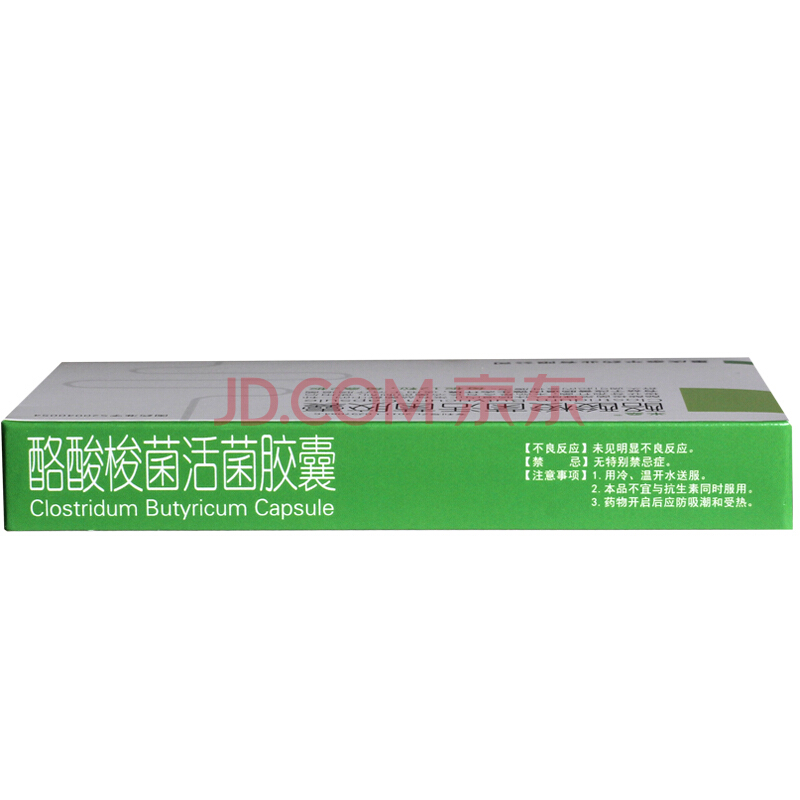 JD.COM 京东
酪酸梭菌活菌胶囊
Clostridum Butyricum Capsule
【不良反应】未见明显不良反应。
【禁　　忌】无特别禁忌症。
【注意事项】1. 用冷、温开水送服。
2. 本品不宜与抗生素同时服用。
3. 药物开启后应防吸潮和受热。